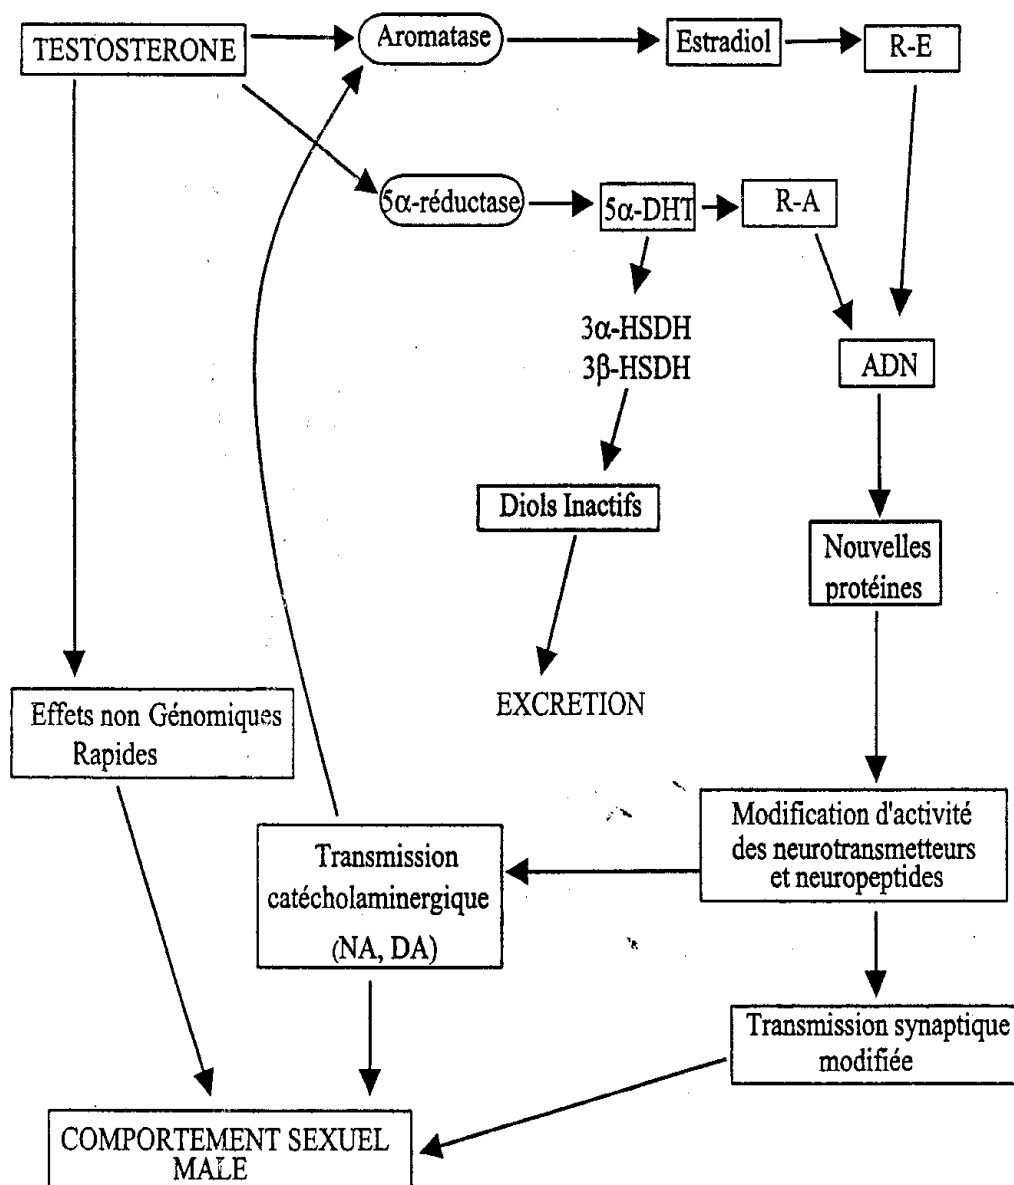 TESTOSTERONE
Aromatase
Estradiol
R-E
5α-réductase
5α-DHT
R-A
3α-HSDH
3β-HSDH
ADN
Diols Inactifs
Nouvelles
protéines
EXCRETION
Effets non Génomiques
Rapides
Transmission
catécholaminergique
(NA, DA)
Modification d'activité
des neurotransmetteurs
et neuropeptides
Transmission synaptique
modifiée
COMPORTEMENT SEXUEL
MALE